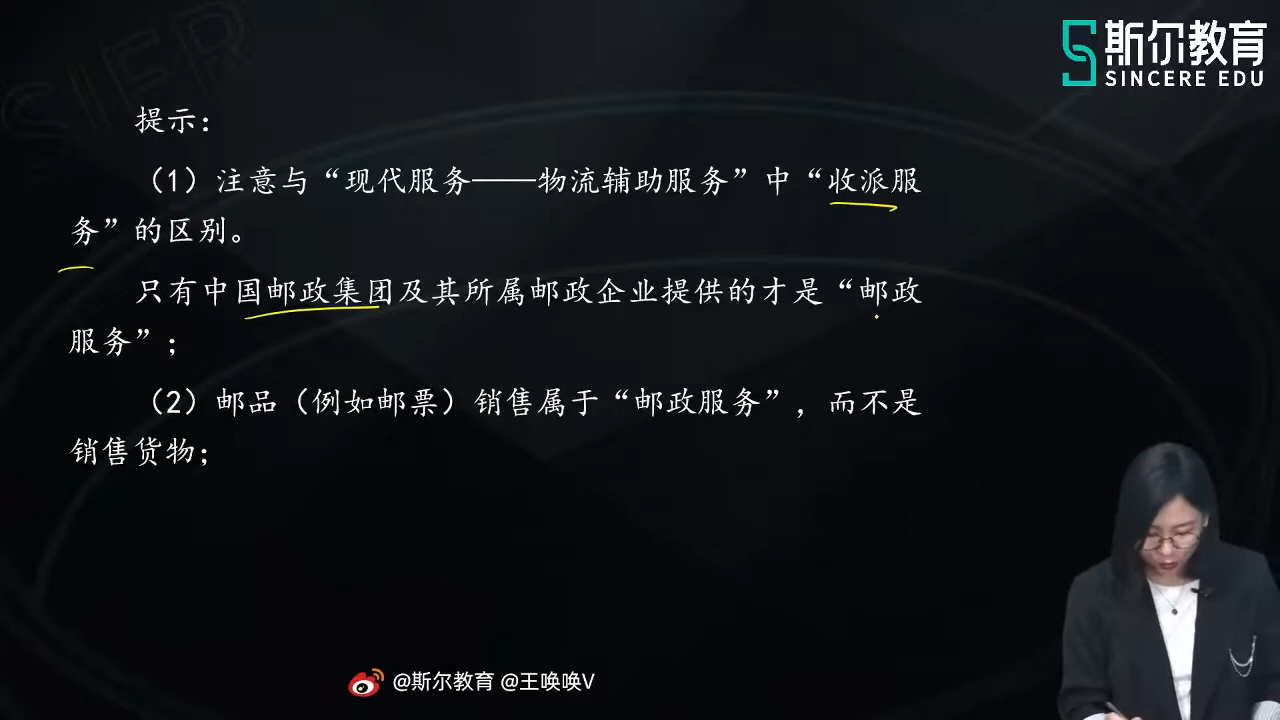 斯尔教育
SINCERE EDU
提示：
（1）注意与“现代服务——物流辅助服务”中“收派服
务”的区别。
只有中国邮政集团及其所属邮政企业提供的才是“邮政
服务”；
（2）邮品（例如邮票）销售属于“邮政服务”，而不是
销售货物；
@斯尔教育 @王唤唤V